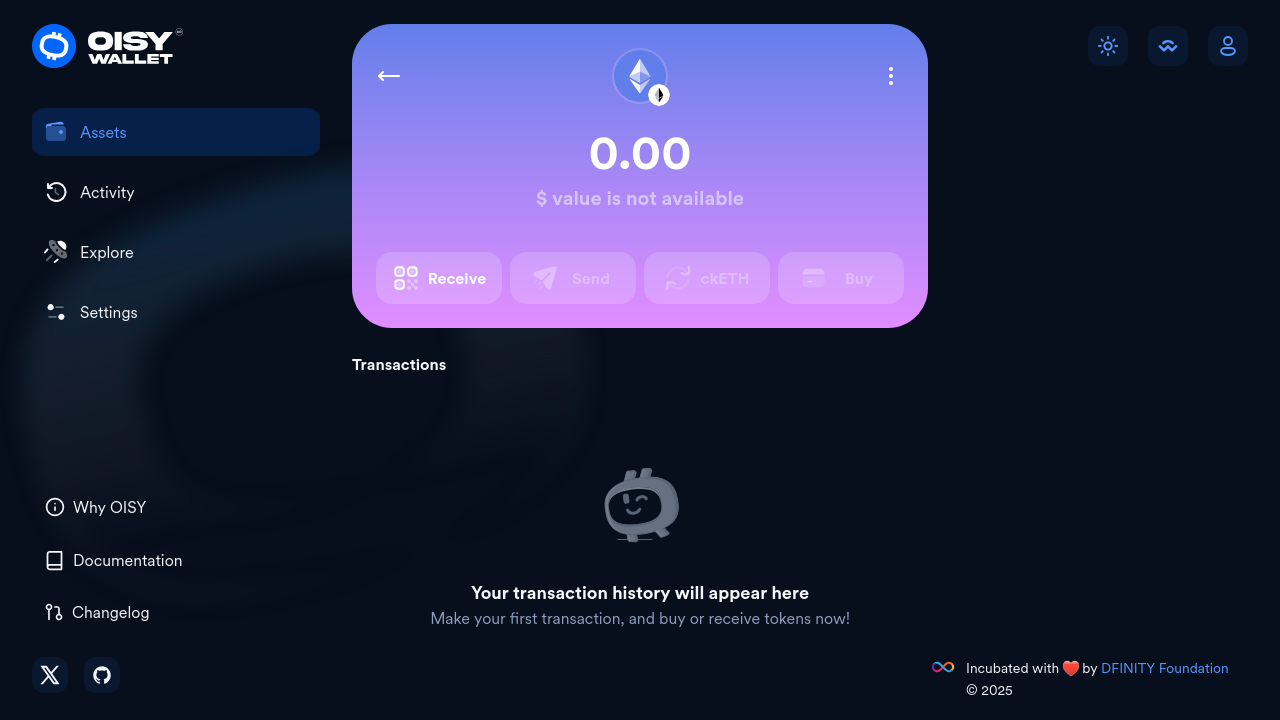 OISY
WALLET
Assets
Activity
Explore
Settings
Why OISY
Documentation
Changelog
0.00
$ value is not available
Receive
Send
ckETH
Buy
Transactions
Your transaction history will appear here
Make your first transaction, and buy or receive tokens now!
Incubated with ❤️ by DFINITY Foundation
© 2025